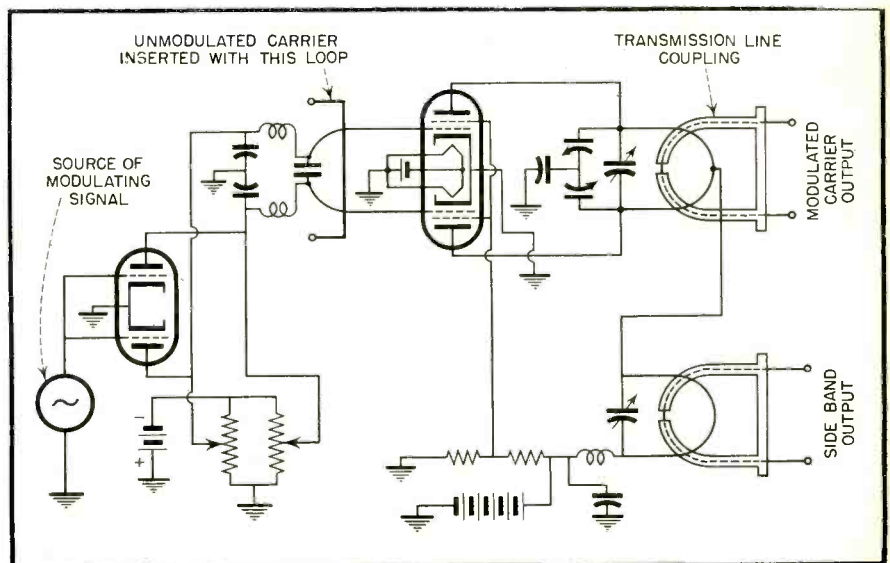 UNMODULATED CARRIER
INSERTED WITH THIS LOOP
TRANSMISSION LINE
COUPLING
SOURCE OF
MODULATING
SIGNAL
MODULATED
CARRIER
OUTPUT
SIDE BAND
OUTPUT
-
+